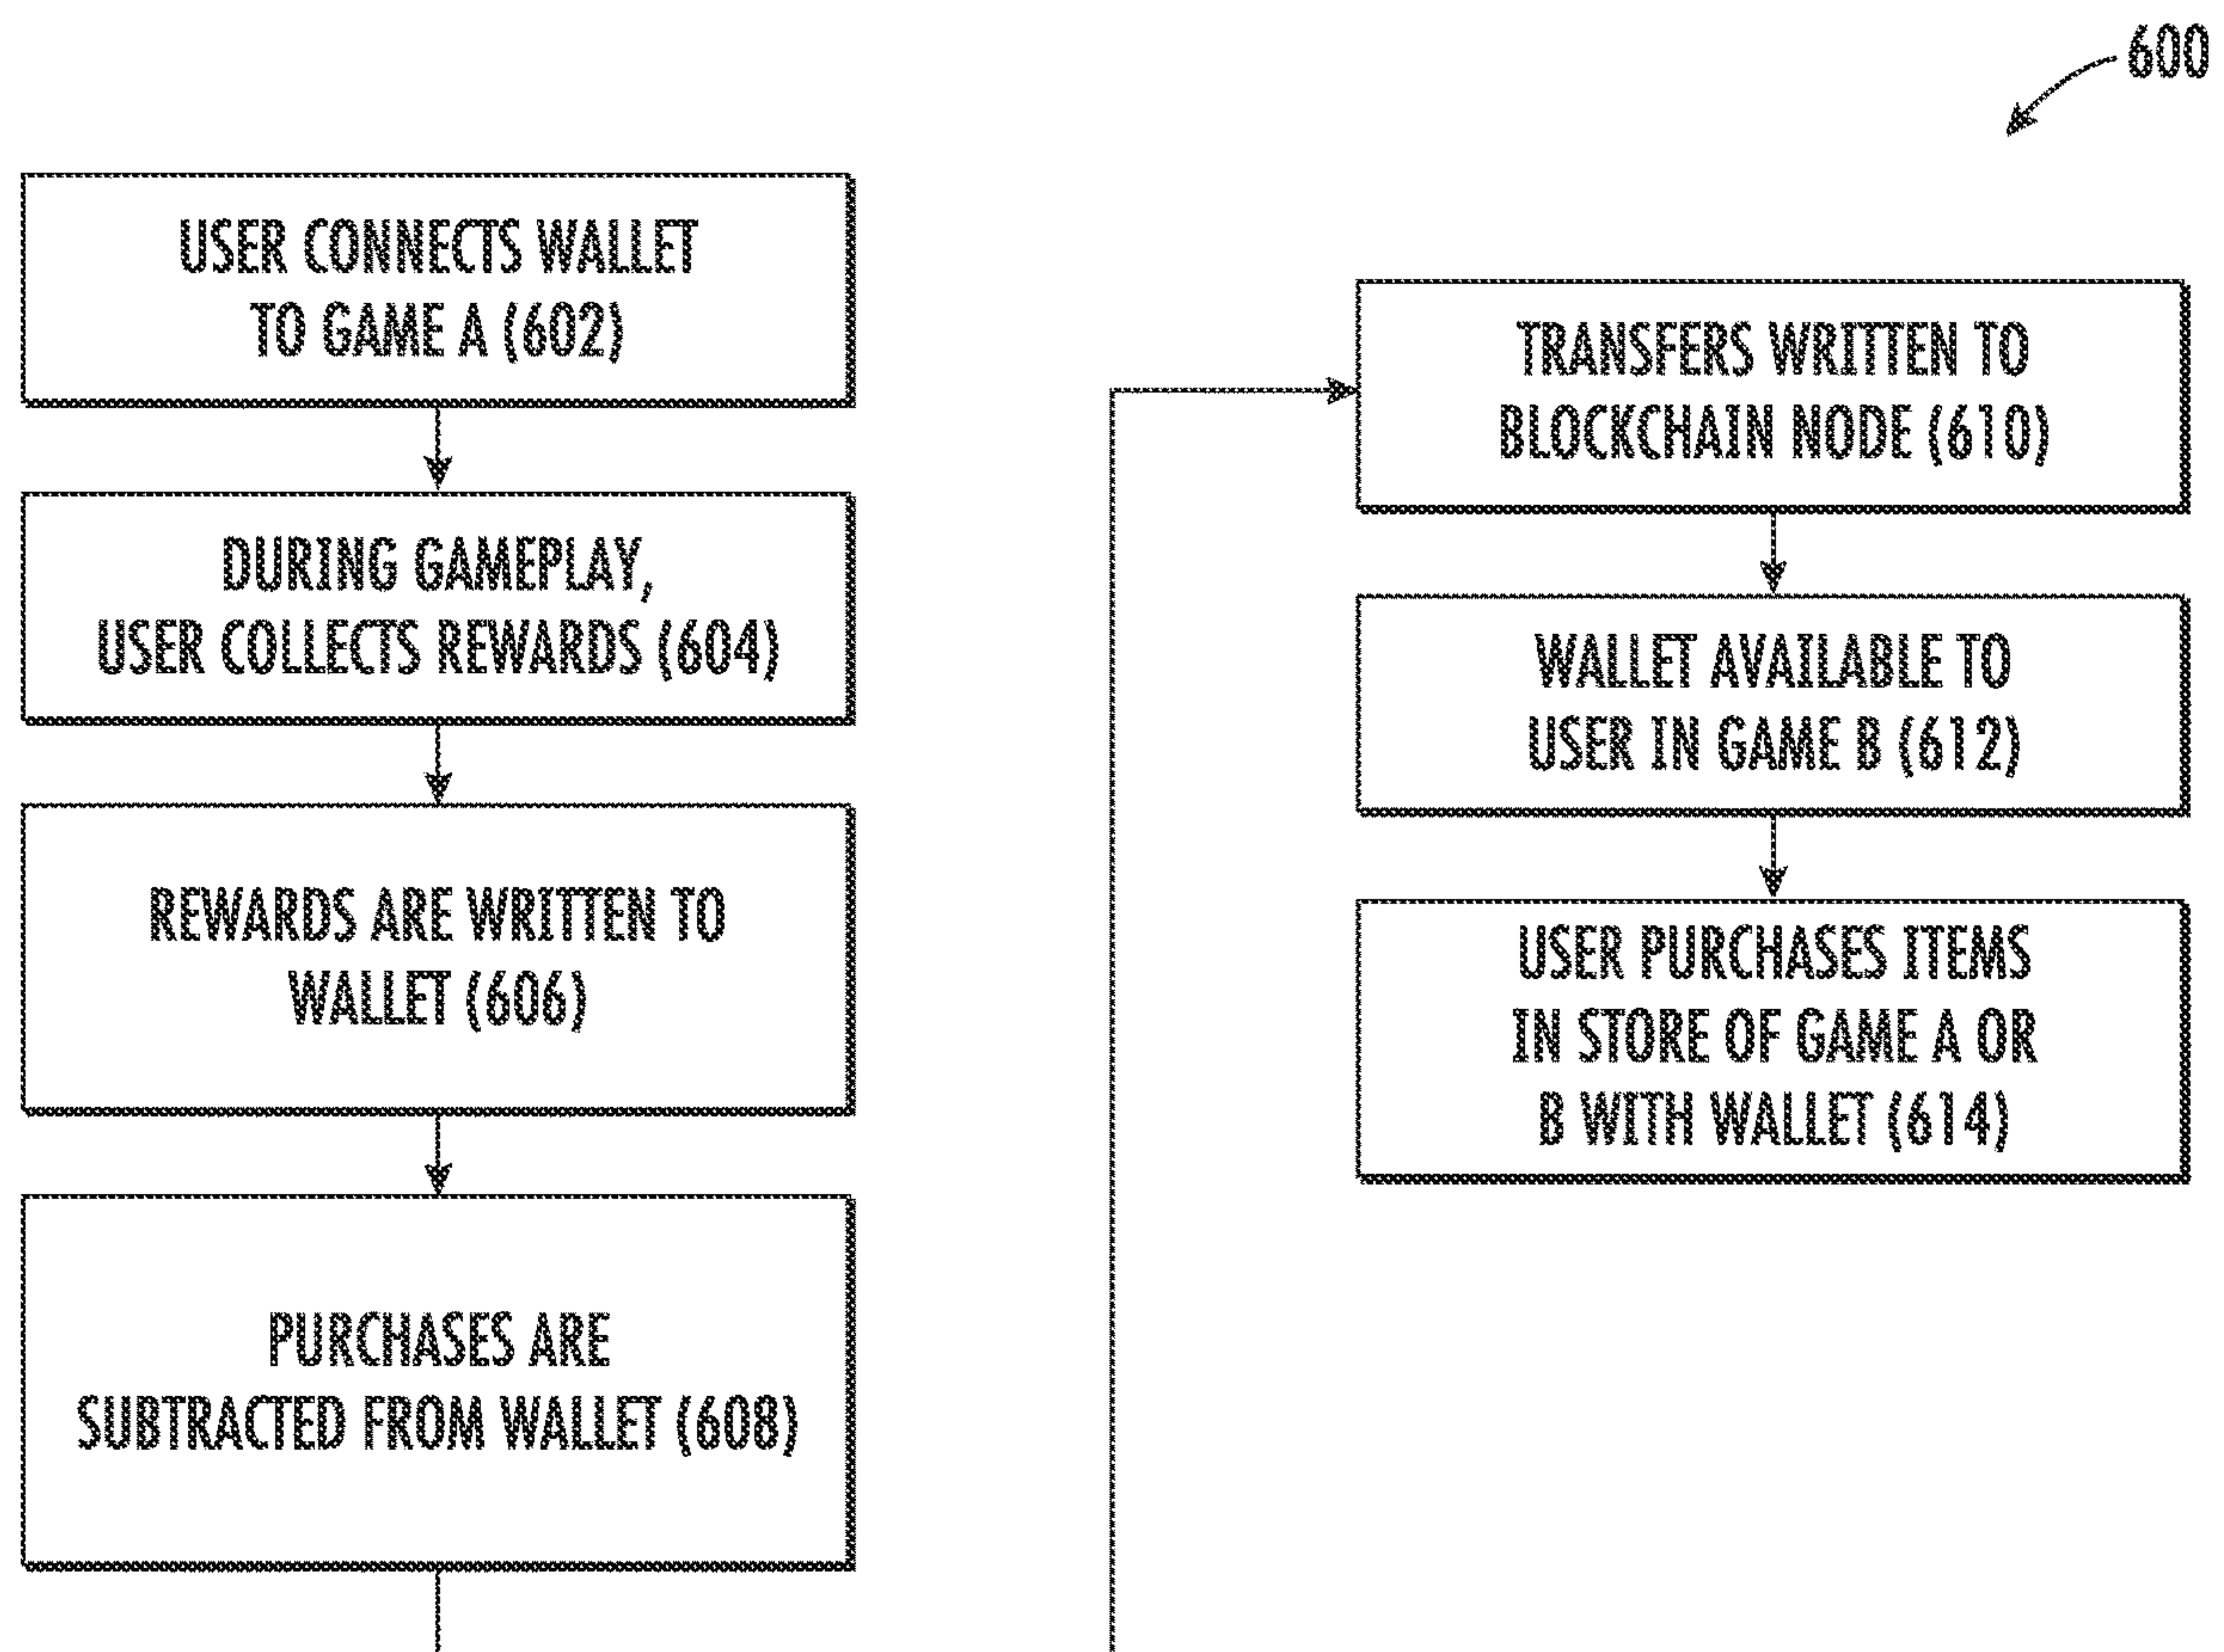 600
USER CONNECTS WALLET
TO GAME A (602)
DURING GAMEPLAY,
USER COLLECTS REWARDS (604)
REWARDS ARE WRITTEN TO
WALLET (606)
PURCHASES ARE
SUBTRACTED FROM WALLET (608)
TRANSFERS WRITTEN TO
BLOCKCHAIN NODE (610)
WALLET AVAILABLE TO
USER IN GAME B (612)
USER PURCHASES ITEMS
IN STORE OF GAME A OR
B WITH WALLET (614)